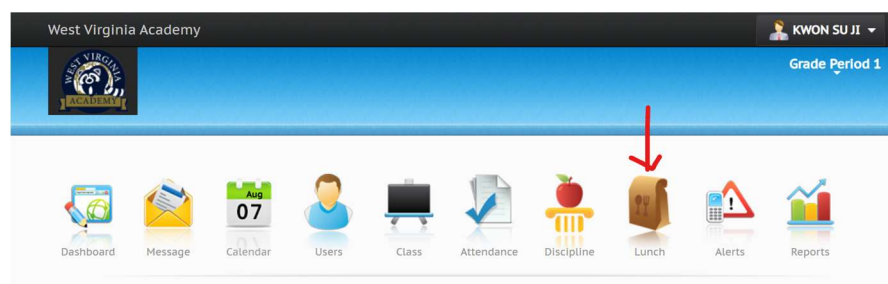 West Virginia Academy
KWON SU JI
WEST VIRGINIA
ACADEMY
Grade Period 1
Aug
07
Dashboard
Message
Calendar
Users
Class
Attendance
Discipline
Lunch
Alerts
Reports